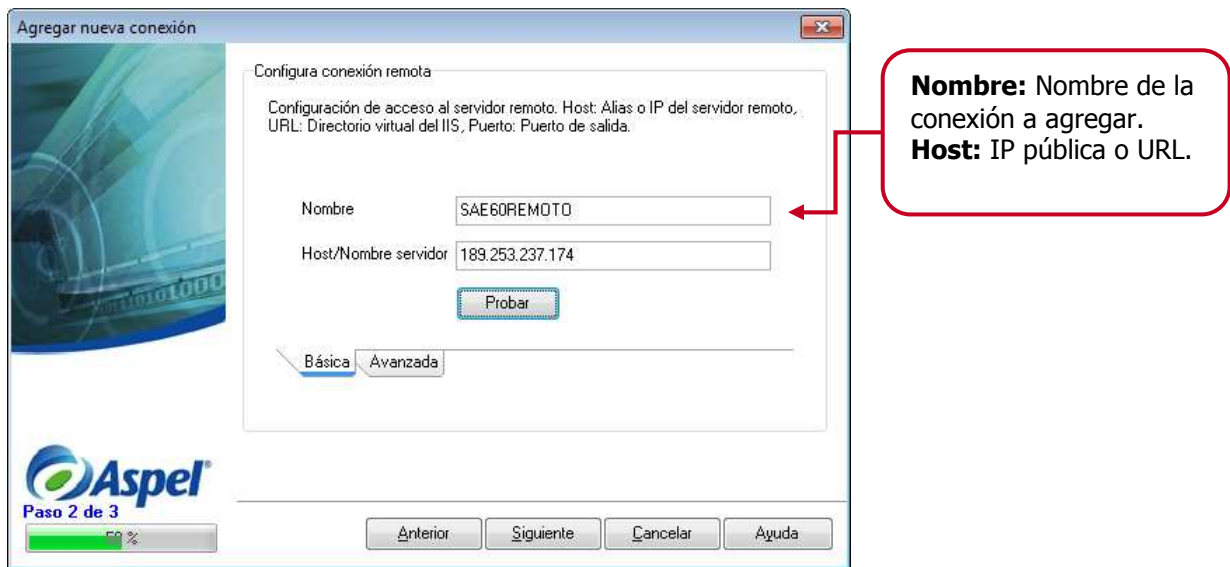 Agregar nueva conexión
Configura conexión remota
Configuración de acceso al servidor remoto. Host: Alias o IP del servidor remoto,
URL: Directorio virtual del IIS, Puerto: Puerto de salida.
Nombre
SAE60REMOTO
Host/Nombre servidor
189.253.237.174
Probar
Básica
Avanzada
Aspel
Paso 2 de 3
50 %
Anterior
Siguiente
Cancelar
Ayuda
Nombre: Nombre de la
conexión a agregar.
Host: IP pública o URL.